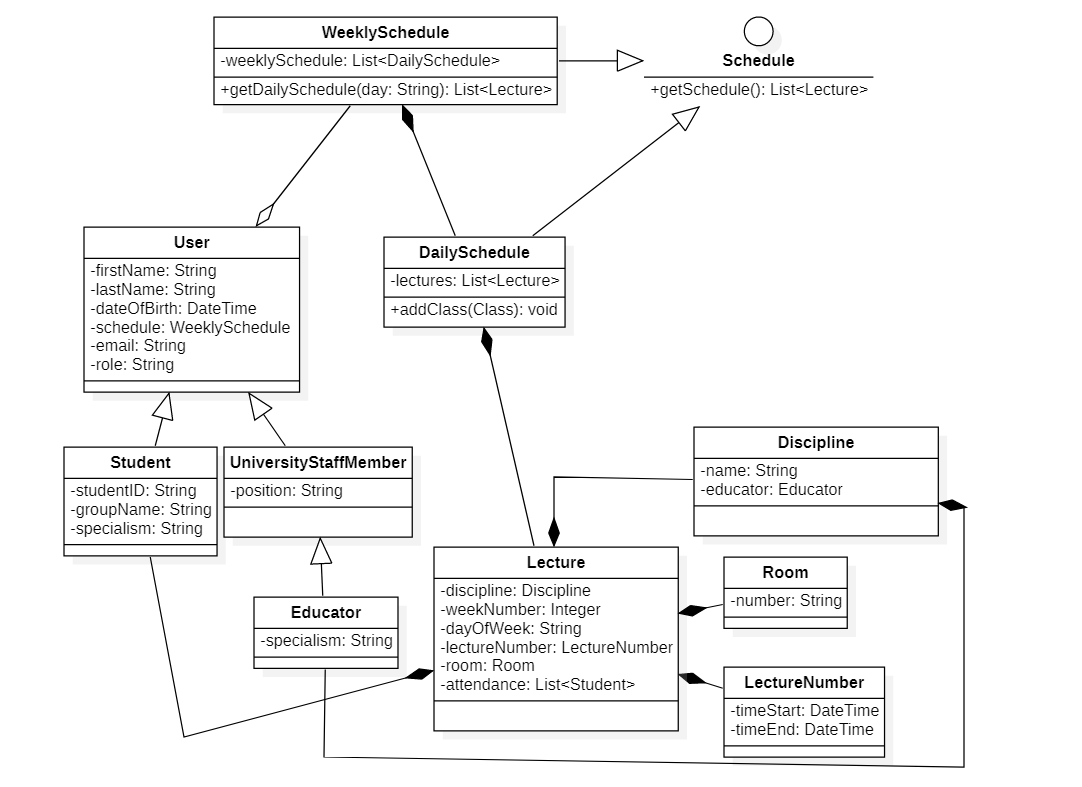 WeeklySchedule
-weeklySchedule: List<DailySchedule>
+getDailySchedule(day: String): List<Lecture>
Schedule
+getSchedule(): List<Lecture>
User
-firstName: String
-lastName: String
-dateOfBirth: DateTime
-schedule: WeeklySchedule
-email: String
-role: String
DailySchedule
-lectures: List<Lecture>
+addClass(Class): void
Student
-studentID: String
-groupName: String
-specialism: String
UniversityStaffMember
-position: String
Discipline
-name: String
-educator: Educator
Educator
-specialism: String
Lecture
-discipline: Discipline
-weekNumber: Integer
-dayOfWeek: String
-lectureNumber: LectureNumber
-room: Room
-attendance: List<Student>
Room
-number: String
LectureNumber
-timeStart: DateTime
-timeEnd: DateTime